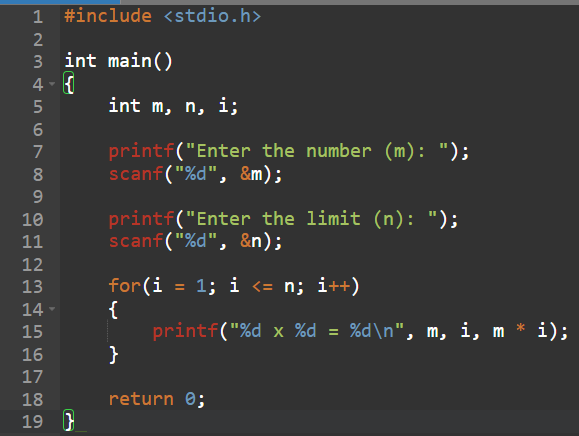 1 #include <stdio.h>
2
3 int main()
4 {
5     int m, n, i;
6
7     printf("Enter the number (m): ");
8     scanf("%d", &m);
9
10     printf("Enter the limit (n): ");
11     scanf("%d", &n);
12
13     for(i = 1; i <= n; i++)
14     {
15         printf("%d x %d = %d\n", m, i, m * i);
16     }
17
18     return 0;
19 }